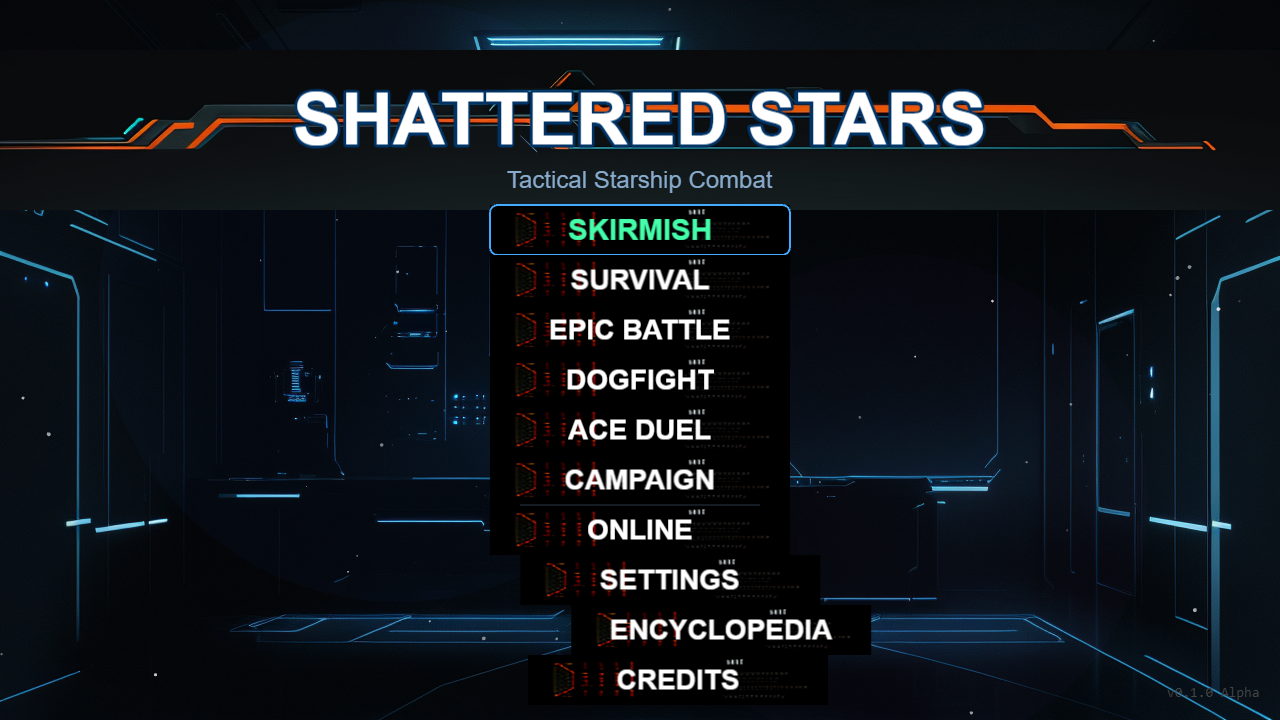 SHATTERED STARS
Tactical Starship Combat
SKIRMISH
SURVIVAL
EPIC BATTLE
DOGFIGHT
ACE DUEL
CAMPAIGN
ONLINE
SETTINGS
ENCYCLOPEDIA
CREDITS
v0.1.0 Alpha